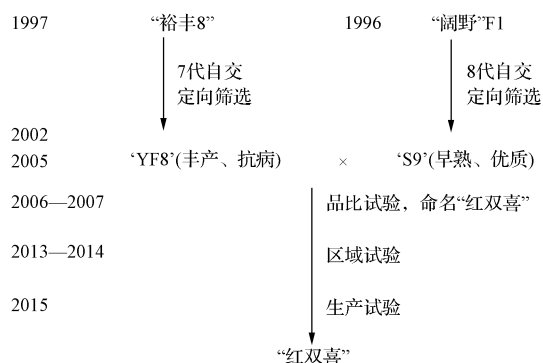 1997 “裕丰8” 1996 “阔野”F1
7代自交 8代自交
定向筛选 定向筛选
2002
2005 ‘YF8’(丰产、抗病) × ‘S9’(早熟、优质)
2006—2007 品比试验，命名“红双喜”
2013—2014 区域试验
2015 生产试验
“红双喜”